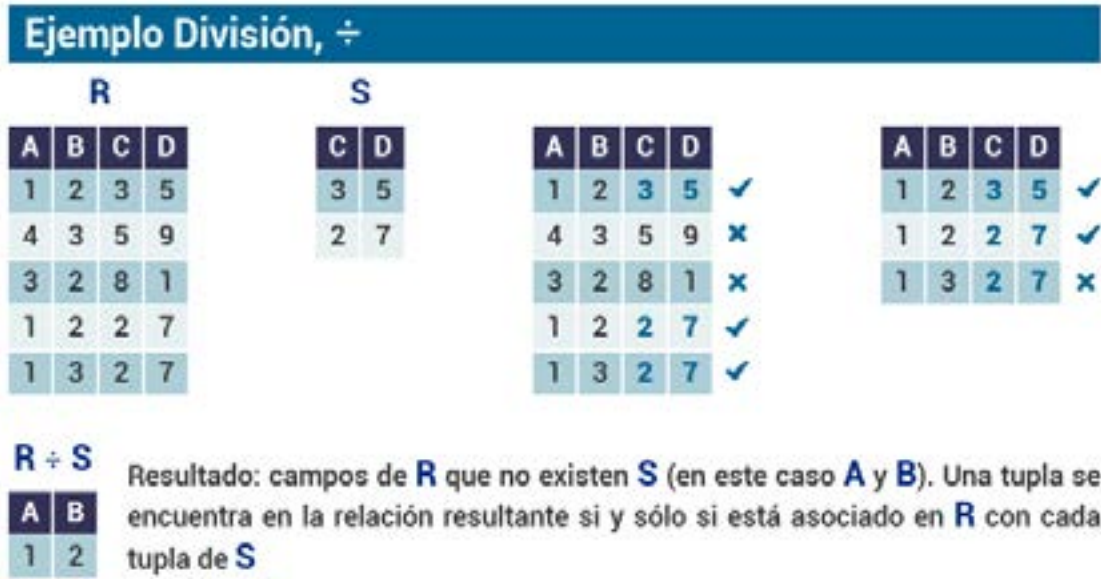 Ejemplo División, ÷
R S
A B C D C D A B C D A B C D
1 2 3 5 3 5 1 2 3 5 ✔ 1 2 3 5 ✔
4 3 5 9 2 7 4 3 5 9 ✖ 1 2 2 7 ✔
3 2 8 1 3 2 8 1 ✖ 1 3 2 7 ✖
1 2 2 7 1 2 2 7 ✔
1 3 2 7 1 3 2 7 ✔
R ÷ S
A B
1 2
Resultado: campos de R que no existen S (en este caso A y B). Una tupla se
encuentra en la relación resultante si y sólo si está asociado en R con cada
tupla de S